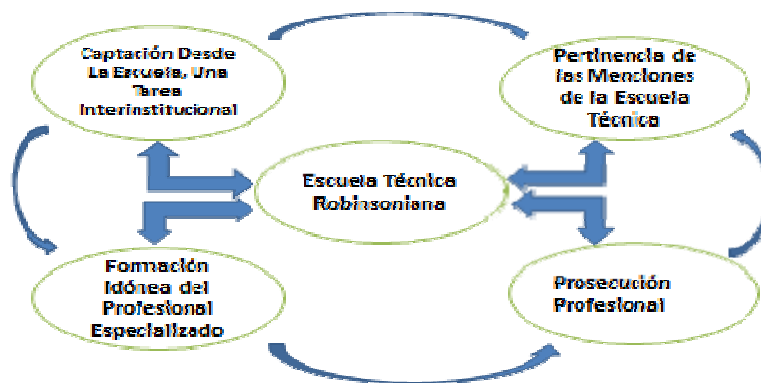 Captación Desde
La Escuela, Una
Tarea
Interinstitucional
Pertinencia de
las Menciones
de la Escuela
Técnica
Escuela Técnica
Robinsoniana
Formación
Idónea del
Profesional
Especializado
Prosecución
Profesional